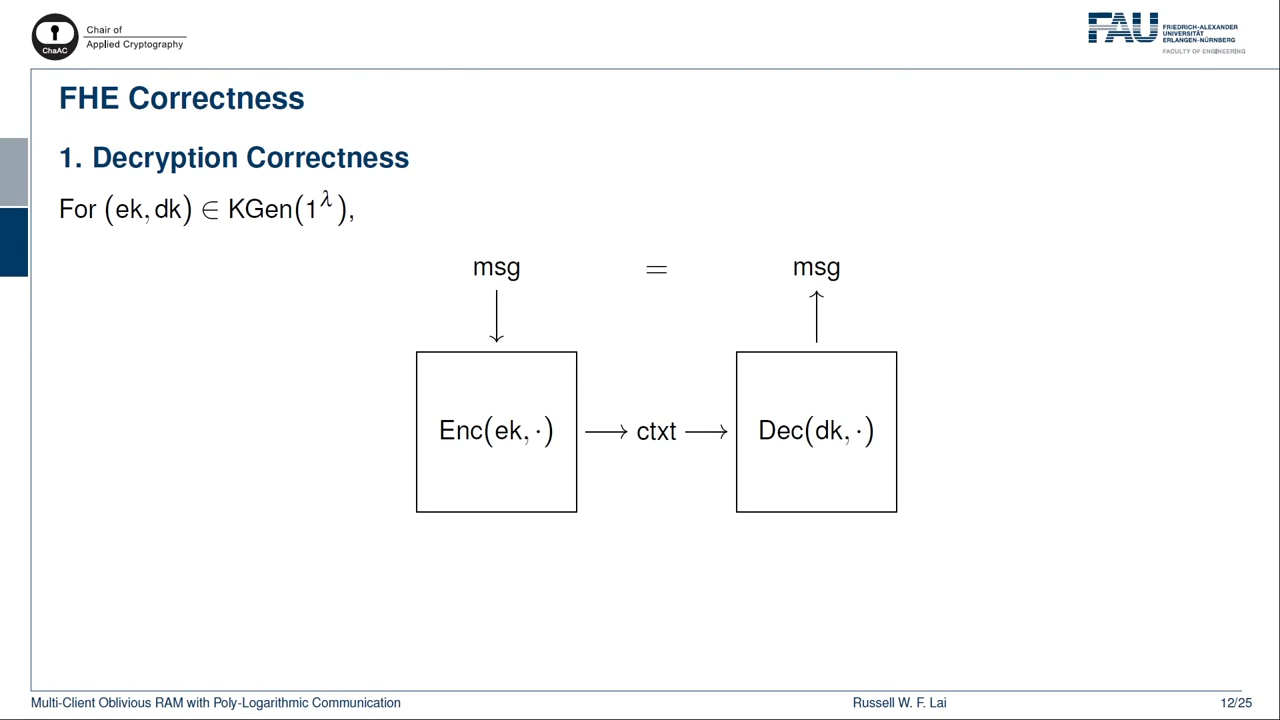 Chair of
Applied Cryptography
ChaAC
FAU FRIEDRICH-ALEXANDER
UNIVERSITÄT
ERLANGEN-NÜRNBERG
FACULTY OF ENGINEERING
FHE Correctness
1. Decryption Correctness
For (ek, dk) ∈ KGen(1^λ),
msg = msg
Enc(ek, ·) → ctxt → Dec(dk, ·)
Multi-Client Oblivious RAM with Poly-Logarithmic Communication Russell W. F. Lai 12/25